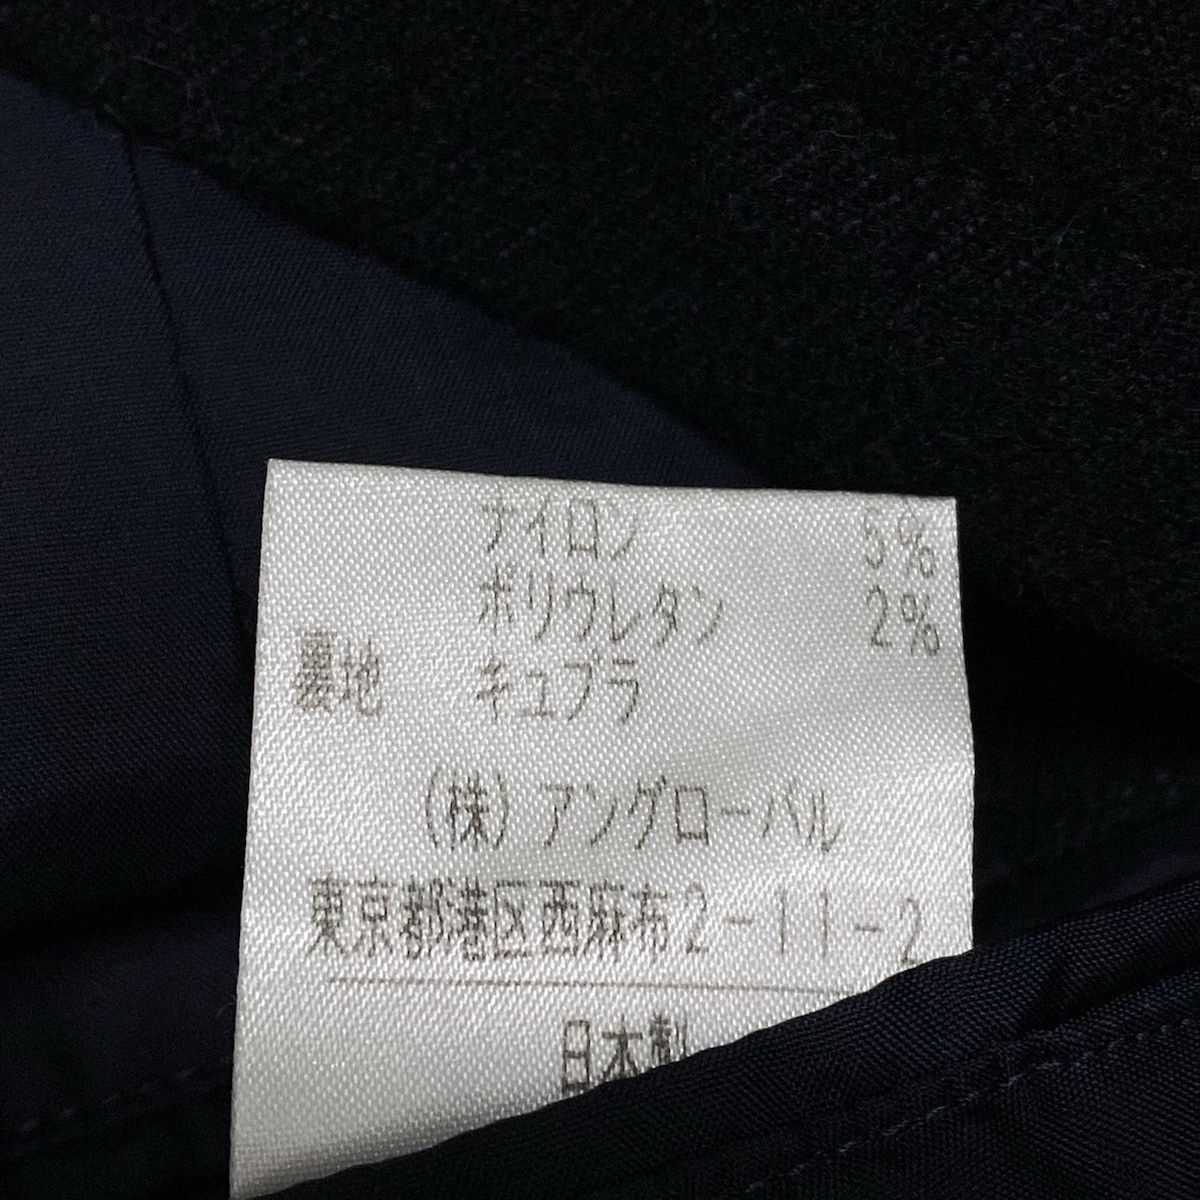 ナイロン 5%
ポリウレタン 2%
裏地 キュプラ
(株)アングローバル
東京都港区西麻布2-11-2
日本製